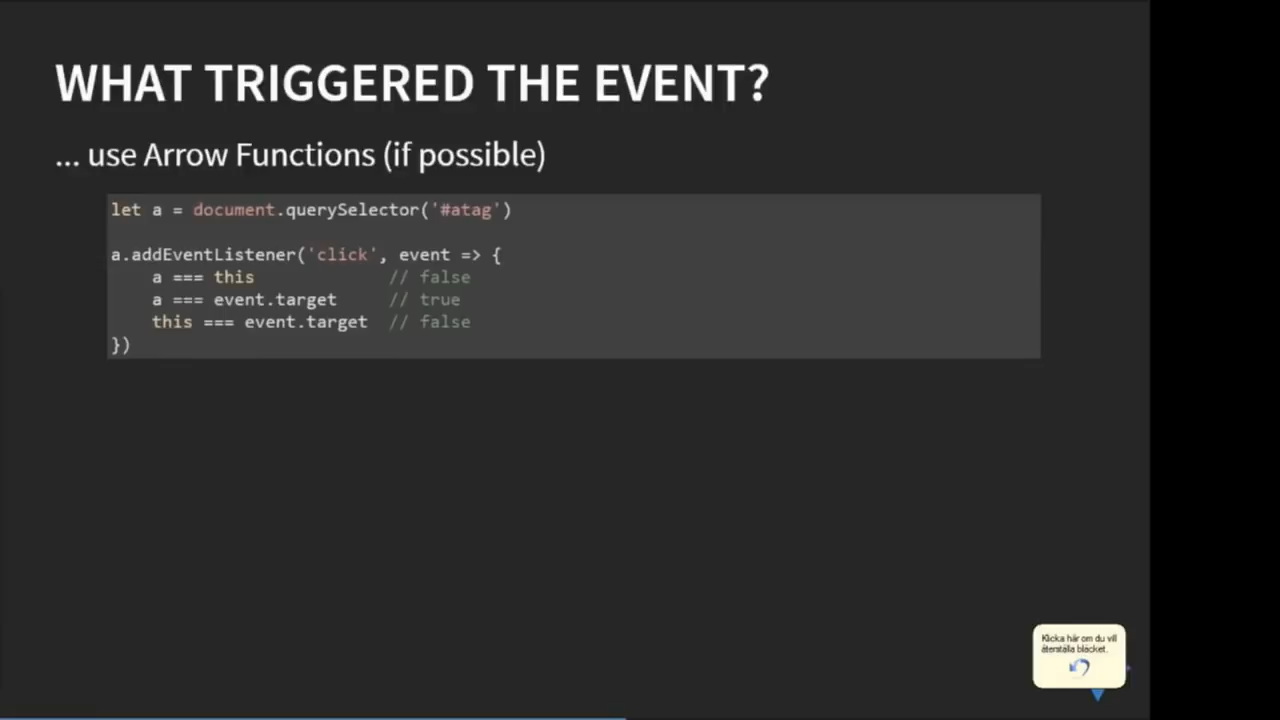 WHAT TRIGGERED THE EVENT?
... use Arrow Functions (if possible)
let a = document.querySelector('#atag')
a.addEventListener('click', event => {
    a === this             // false
    a === event.target     // true
    this === event.target  // false
})
Klicka här om du vill
återställa bläcket.